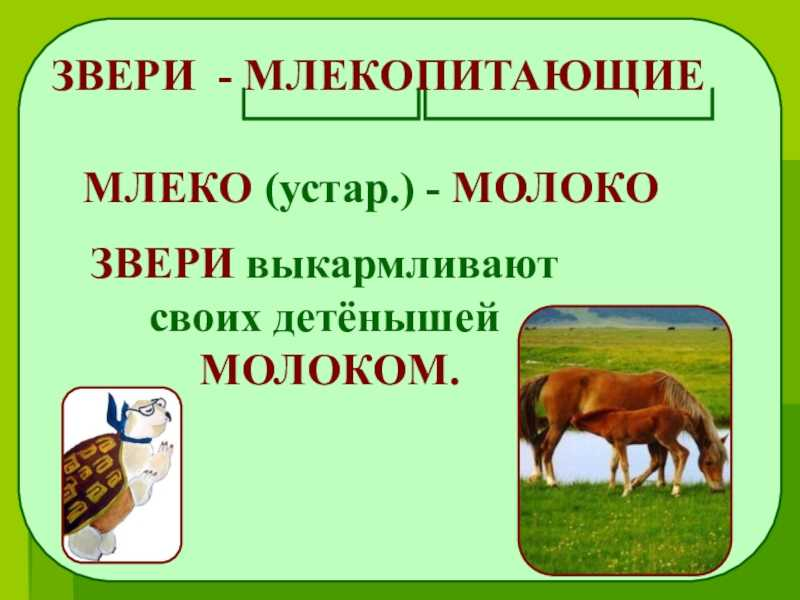 ЗВЕРИ - МЛЕКОПИТАЮЩИЕ
МЛЕКО (устар.) - МОЛОКО
ЗВЕРИ выкармливают
своих детёнышей
МОЛОКОМ.